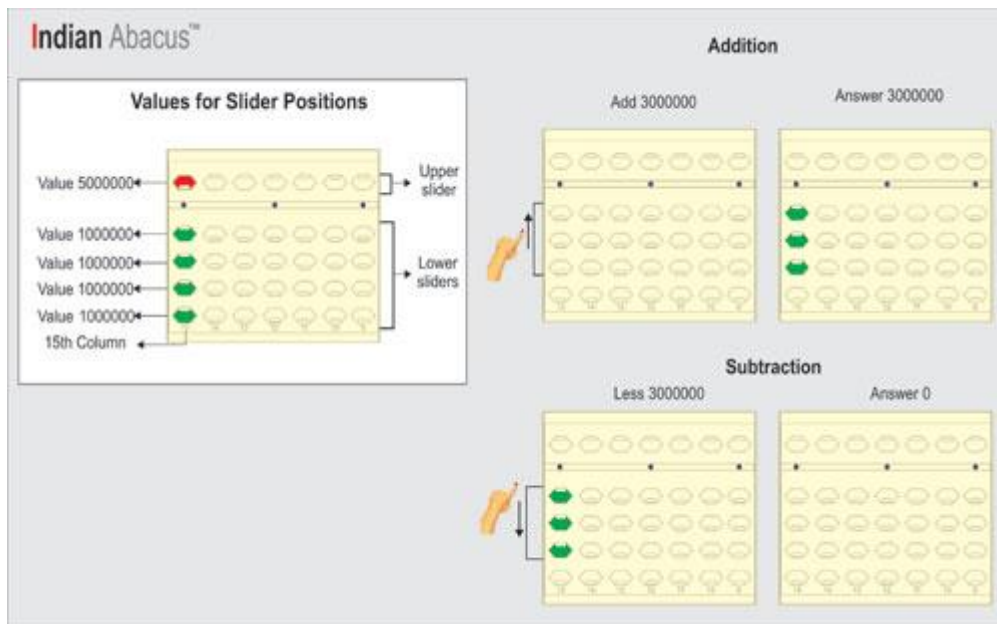 Indian Abacus™
Values for Slider Positions
Value 5000000
Upper
slider
Value 1000000
Value 1000000
Value 1000000
Value 1000000
Lower
sliders
15th Column
Addition
Add 3000000
Answer 3000000
Subtraction
Less 3000000
Answer 0